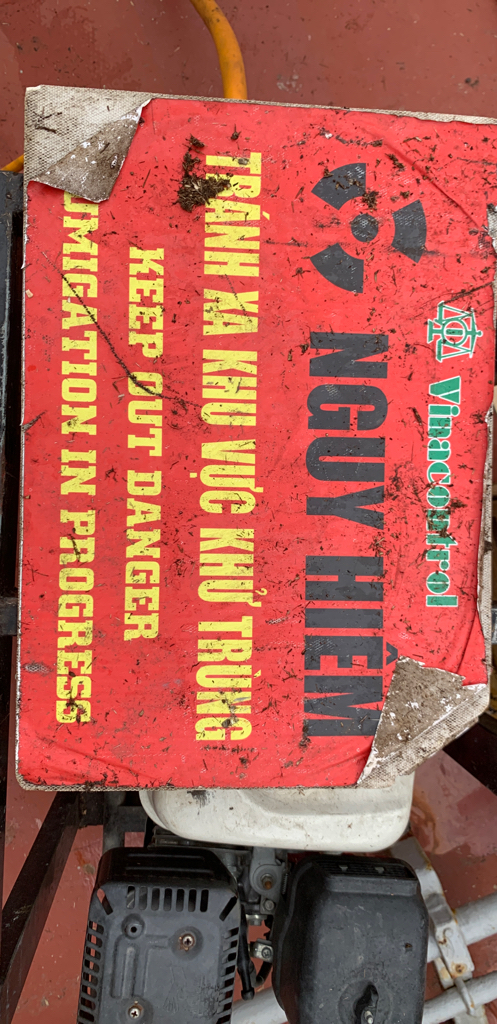 Vinacontrol
NGUY HIỂM
TRÁNH XA KHU VỰC KHỬ TRÙNG
KEEP OUT DANGER
UMIGATION IN PROGRESS